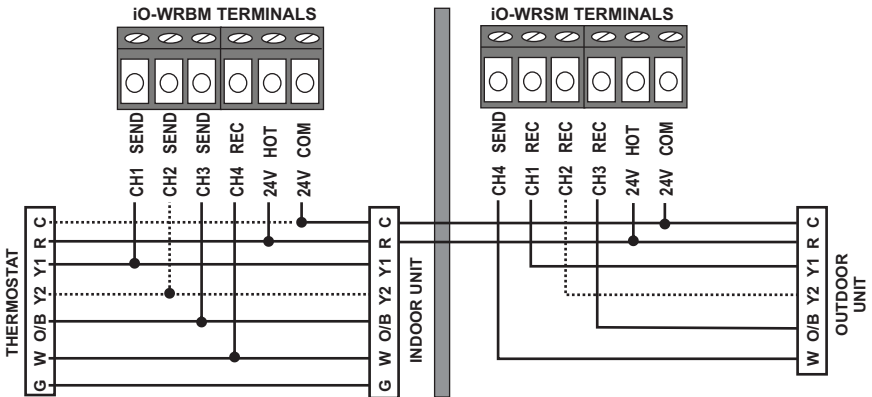 iO-WRBM TERMINALS
CH1 SEND
CH2 SEND
CH3 SEND
CH4 REC
24V HOT
24V COM
THERMOSTAT
C
R
Y1
Y2
O/B
W
G
C
R
Y1
Y2
O/B
W
G
INDOOR UNIT
iO-WRSM TERMINALS
CH4 SEND
CH1 REC
CH2 REC
CH3 REC
24V HOT
24V COM
C
R
Y1
Y2
O/B
W
OUTDOOR
UNIT